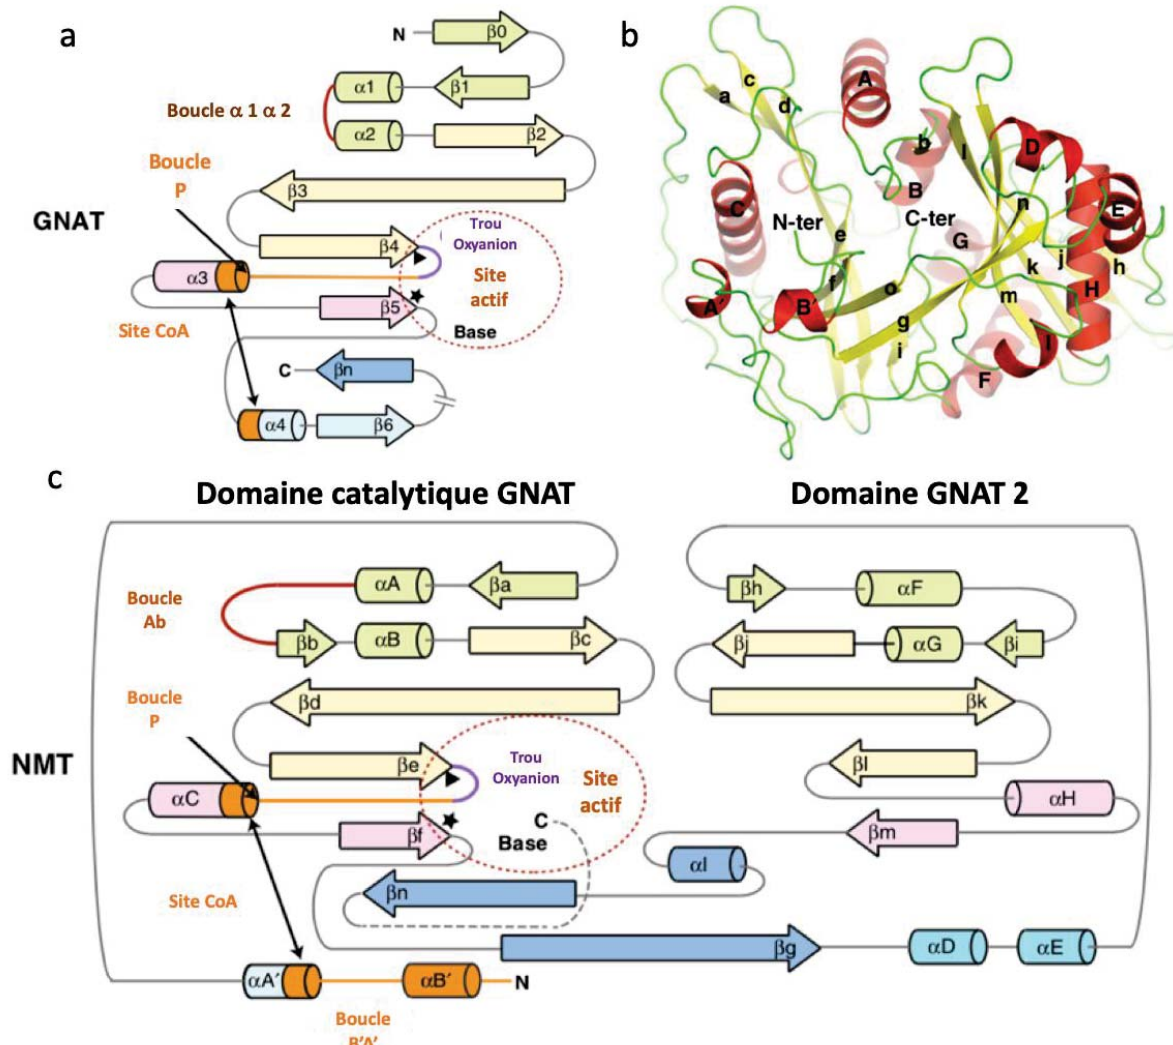 a
N
β0
α1
β1
Boucle α 1 α 2
α2
β2
Boucle
P
β3
GNAT
β4
Trou
Oxyanion
α3
Site
actif
β5
Site CoA
Base
C
βn
α4
β6
b
a
c
d
A
b
B
l
D
C
N-ter
C-ter
n
E
e
G
k
j
h
f
o
H
A'
B'
g
m
i
I
F
c
Domaine catalytique GNAT
Domaine GNAT 2
αA
βa
βh
αF
Boucle
Ab
βb
αB
βc
βj
αG
βi
Boucle
P
βd
βk
NMT
βe
Trou
Oxyanion
Site
actif
βl
αC
αH
βf
C
Base
βm
αI
Site CoA
βn
βg
αD
αE
αA′
αB′
N
Boucle
B'A'